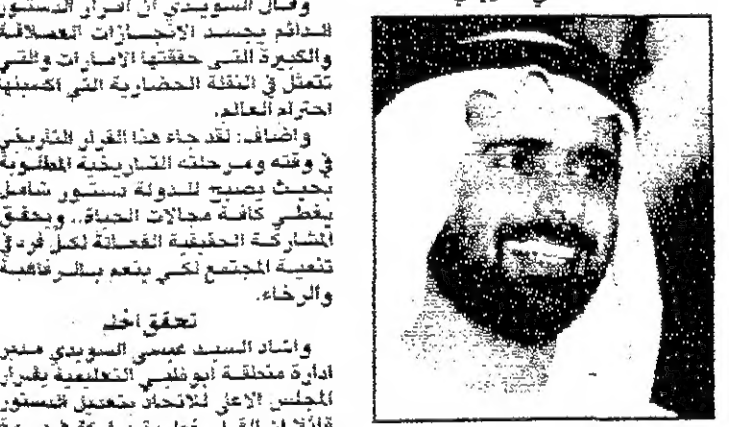 وقال السويدي ان اقرار الدستور
الدائم يجسد الانجازات العملاقة
والكبيرة التي حققتها الامارات والتي
تتمثل في النقلة الحضارية التي اكسبتها
احترام العالم.
واضاف: لقد جاء هذا القرار التاريخي
في وقته ومرحلته التاريخية المطلوبة
بحيث يصبح للدولة دستور شامل
يغطي كافة مجالات الحياة.. ويحقق
المشاركة الحقيقية الفعالة لكل فرد في
تنمية المجتمع لكي ينعم بالرفاهية
والرخاء.
تحقق الحلم
واشاد السيد عيسى السويدي مدير
ادارة منطقة ابوظبي التعليمية بقرار
المجلس الاعلى للاتحاد بتعديل الدستور